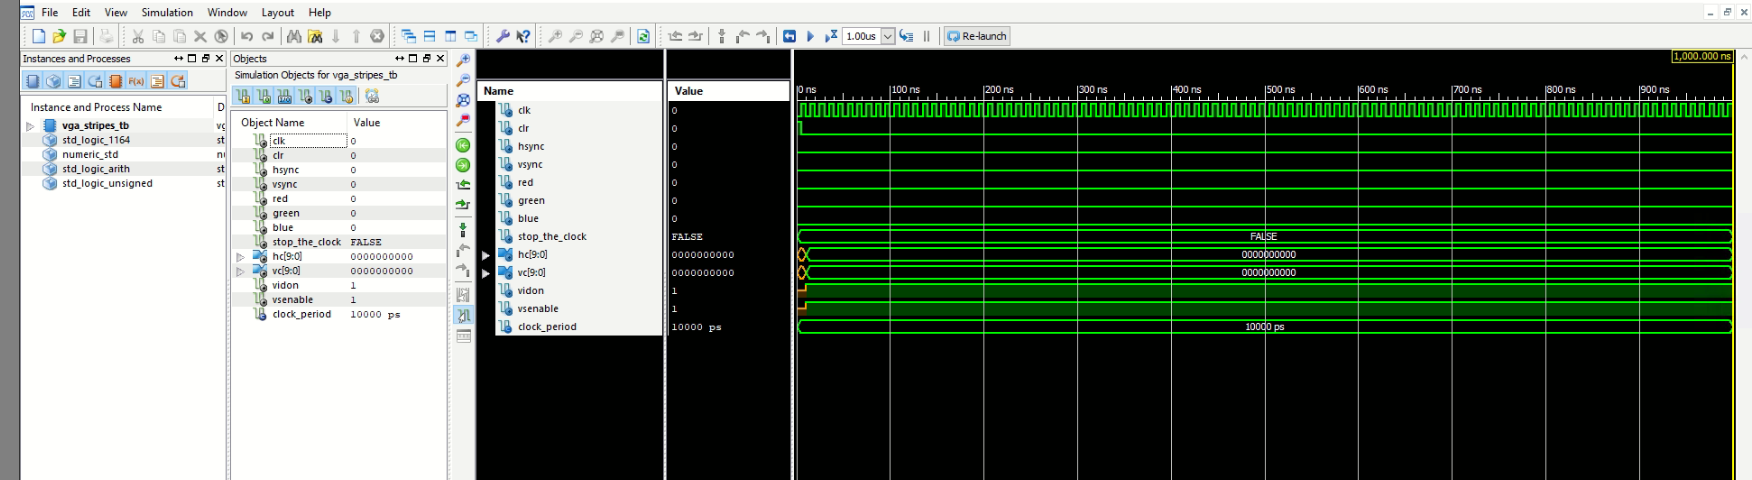 File Edit View Simulation Window Layout Help
1.00us Re-launch
Instances and Processes
Instance and Process Name D
vga_stripes_tb vg
std_logic_1164 st
numeric_std nu
std_logic_arith st
std_logic_unsigned st
Objects
Simulation Objects for vga_stripes_tb
Object Name Value
clk 0
clr 0
hsync 0
vsync 0
red 0
green 0
blue 0
stop_the_clock FALSE
hc[9:0] 0000000000
vc[9:0] 0000000000
vidon 1
vsenable 1
clock_period 10000 ps
Name Value
clk 0
clr 0
hsync 0
vsync 0
red 0
green 0
blue 0
stop_the_clock FALSE
hc[9:0] 0000000000
vc[9:0] 0000000000
vidon 1
vsenable 1
clock_period 10000 ps
1,000.000 ns
0 ns 100 ns 200 ns 300 ns 400 ns 500 ns 600 ns 700 ns 800 ns 900 ns
FALSE
0000000000
0000000000
10000 ps